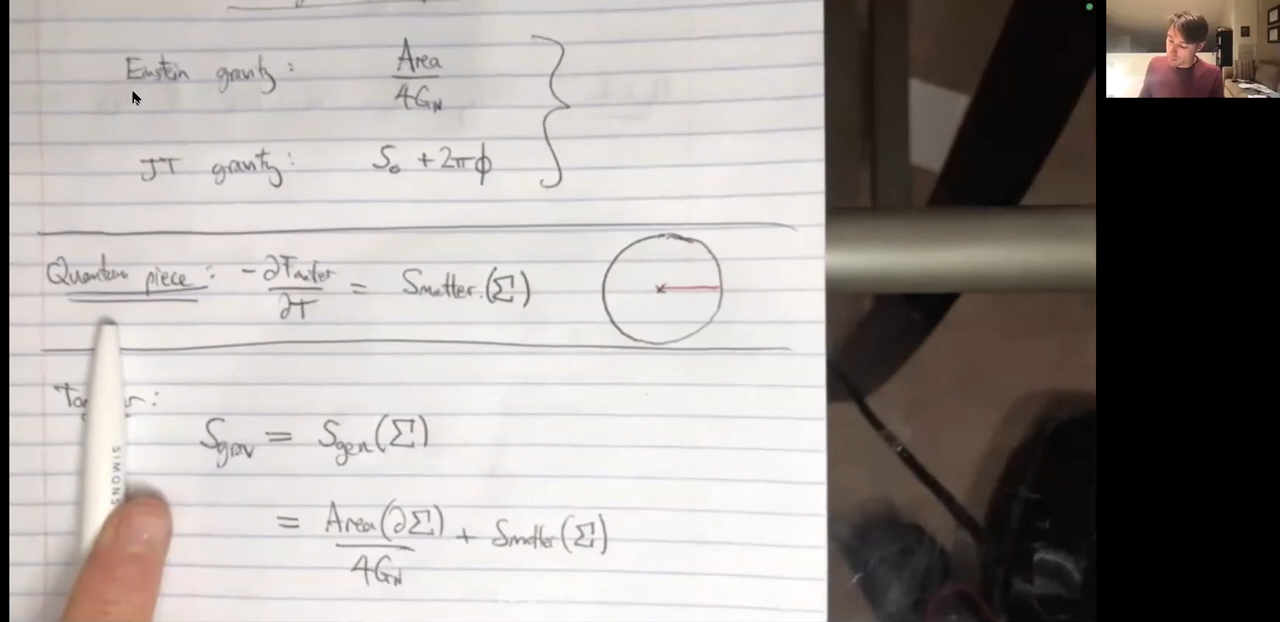 Einstein gravity: Area / 4G_N
JT gravity: S_0 + 2πφ
Quantum piece: -∂F_matter / ∂T = S_matter.(Σ)
S_grav = S_gen(Σ)
= Area(∂Σ) / 4G_N + S_matter(Σ)